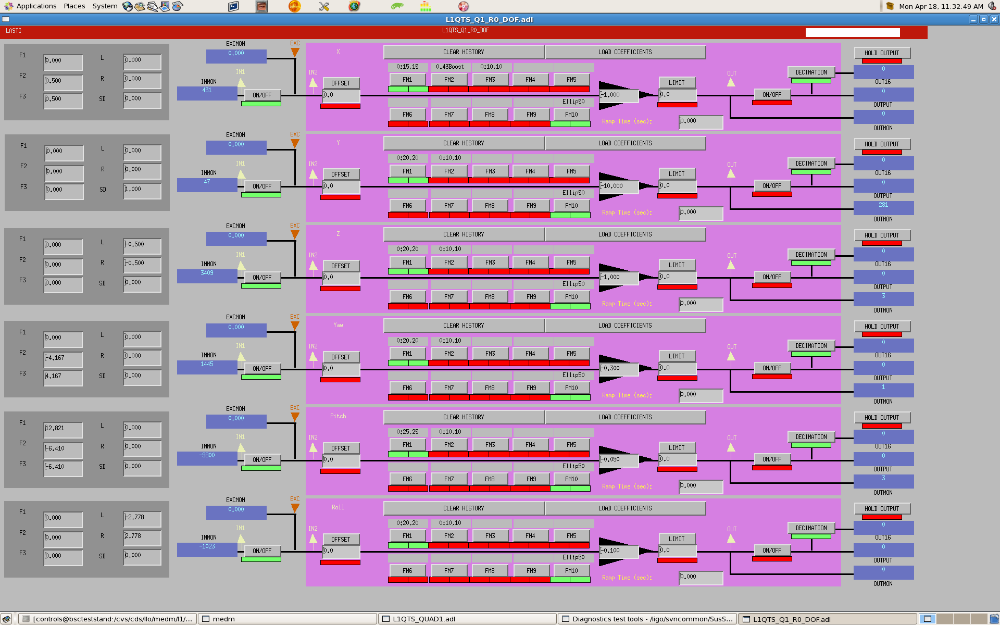 Applications Places System Mon Apr 18, 11:32:49 AM
L1QTS_Q1_R0_DOF.adl
LASTI L1QTS_Q1_R0_DOF
F1 0.000 L 0.000
F2 0.500 R 0.000
F3 0.500 SD 0.000
EXCMON EXC
0.000
IN1
INMON
431
ON/OFF
X CLEAR HISTORY LOAD COEFFICIENTS
IN2 OFFSET
0.0
0:15,15 0.43Boost 0:10,10
FM1 FM2 FM3 FM4 FM5
Ellip50
FM6 FM7 FM8 FM9 FM10
-1.000
LIMIT
0.0
Ramp Time (sec): 0.000
OUT
ON/OFF
DECIMATION
HOLD OUTPUT
0
OUT16
0
OUTPUT
0
OUTMON
F1 0.000 L 0.000
F2 0.000 R 0.000
F3 0.000 SD 1.000
EXCMON EXC
0.000
IN1
INMON
47
ON/OFF
Y CLEAR HISTORY LOAD COEFFICIENTS
IN2 OFFSET
0.0
0:20,20 0:10,10
FM1 FM2 FM3 FM4 FM5
Ellip50
FM6 FM7 FM8 FM9 FM10
-10.000
LIMIT
0.0
Ramp Time (sec): 0.000
OUT
ON/OFF
DECIMATION
HOLD OUTPUT
0
OUT16
0
OUTPUT
281
OUTMON
F1 0.000 L -0.500
F2 0.000 R -0.500
F3 0.000 SD 0.000
EXCMON EXC
0.000
IN1
INMON
3409
ON/OFF
Z CLEAR HISTORY LOAD COEFFICIENTS
IN2 OFFSET
0.0
0:20,20 0:10,10
FM1 FM2 FM3 FM4 FM5
Ellip50
FM6 FM7 FM8 FM9 FM10
-1.000
LIMIT
0.0
Ramp Time (sec): 0.000
OUT
ON/OFF
DECIMATION
HOLD OUTPUT
0
OUT16
0
OUTPUT
3
OUTMON
F1 0.000 L 0.000
F2 -4.167 R 0.000
F3 4.167 SD 0.000
EXCMON EXC
0.000
IN1
INMON
1445
ON/OFF
Yaw CLEAR HISTORY LOAD COEFFICIENTS
IN2 OFFSET
0.0
0:20,20 0:10,10
FM1 FM2 FM3 FM4 FM5
Ellip50
FM6 FM7 FM8 FM9 FM10
-0.300
LIMIT
0.0
Ramp Time (sec): 0.000
OUT
ON/OFF
DECIMATION
HOLD OUTPUT
0
OUT16
0
OUTPUT
1
OUTMON
F1 12.821 L 0.000
F2 -6.410 R 0.000
F3 -6.410 SD 0.000
EXCMON EXC
0.000
IN1
INMON
-9800
ON/OFF
Pitch CLEAR HISTORY LOAD COEFFICIENTS
IN2 OFFSET
0.0
0:25,25 0:10,10
FM1 FM2 FM3 FM4 FM5
Ellip50
FM6 FM7 FM8 FM9 FM10
-0.050
LIMIT
0.0
Ramp Time (sec): 0.000
OUT
ON/OFF
DECIMATION
HOLD OUTPUT
0
OUT16
0
OUTPUT
3
OUTMON
F1 0.000 L -2.778
F2 0.000 R 2.778
F3 0.000 SD 0.000
EXCMON EXC
0.000
IN1
INMON
-1023
ON/OFF
Roll CLEAR HISTORY LOAD COEFFICIENTS
IN2 OFFSET
0.0
0:20,20 0:10,10
FM1 FM2 FM3 FM4 FM5
Ellip50
FM6 FM7 FM8 FM9 FM10
-0.100
LIMIT
0.0
Ramp Time (sec): 0.000
OUT
ON/OFF
DECIMATION
HOLD OUTPUT
0
OUT16
0
OUTPUT
0
OUTMON
[controls@bscteststand:/cvs/cds/llo/medm/l1/... medm L1QTS_QUAD1.adl Diagnostics test tools - /ligo/svncommon/SusS... L1QTS_Q1_R0_DOF.adl